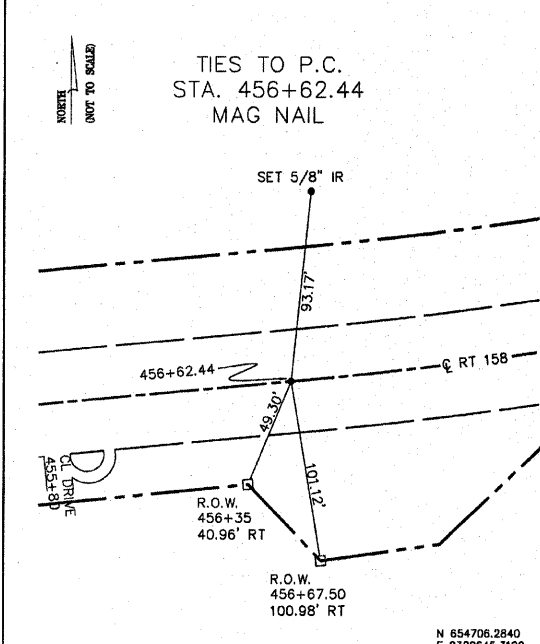 NORTH
(NOT TO SCALE)
TIES TO P.C.
STA. 456+62.44
MAG NAIL
SET 5/8" IR
93.17'
456+62.44
℄ RT 158
49.30'
101.12'
CL DRIVE
455+80
R.O.W.
456+35
40.96' RT
R.O.W.
456+67.50
100.98' RT
N 654706.2840